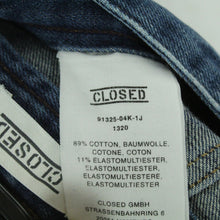 CLOSED
91325-04K-1J
1320
89% COTTON, BAUMWOLLE,
COTONE, COTON
11% ELASTOMULTIESTER,
ELASTOMULTIESTER,
ELASTOMULTIESTERE,
ELASTOMULTIESTER
CLOSED GMBH
STRASSENBAHNRING 6
CLOSED